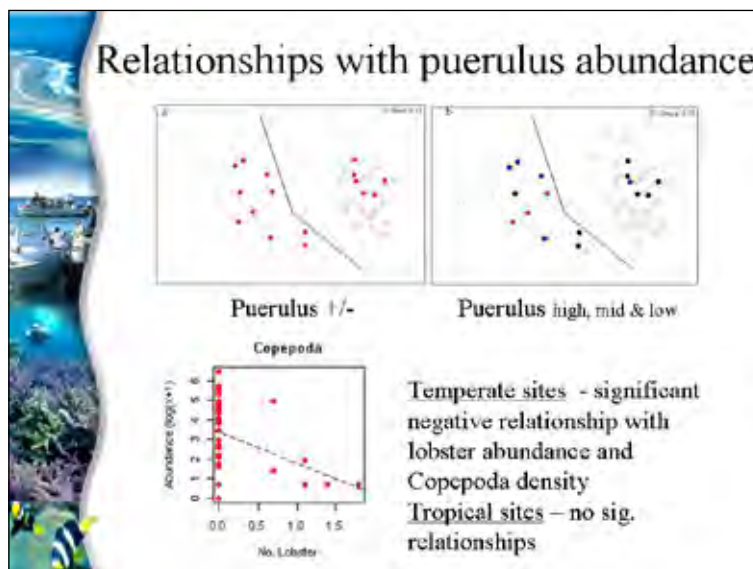 Relationships with puerulus abundance
a
b
Puerulus +/-
Puerulus high, mid & low
Copepoda
Abundance (log(x+1)
6
5
4
3
2
1
0
0.0 0.5 1.0 1.5
No. Lobster
Temperate sites - significant
negative relationship with
lobster abundance and
Copepoda density
Tropical sites – no sig.
relationships